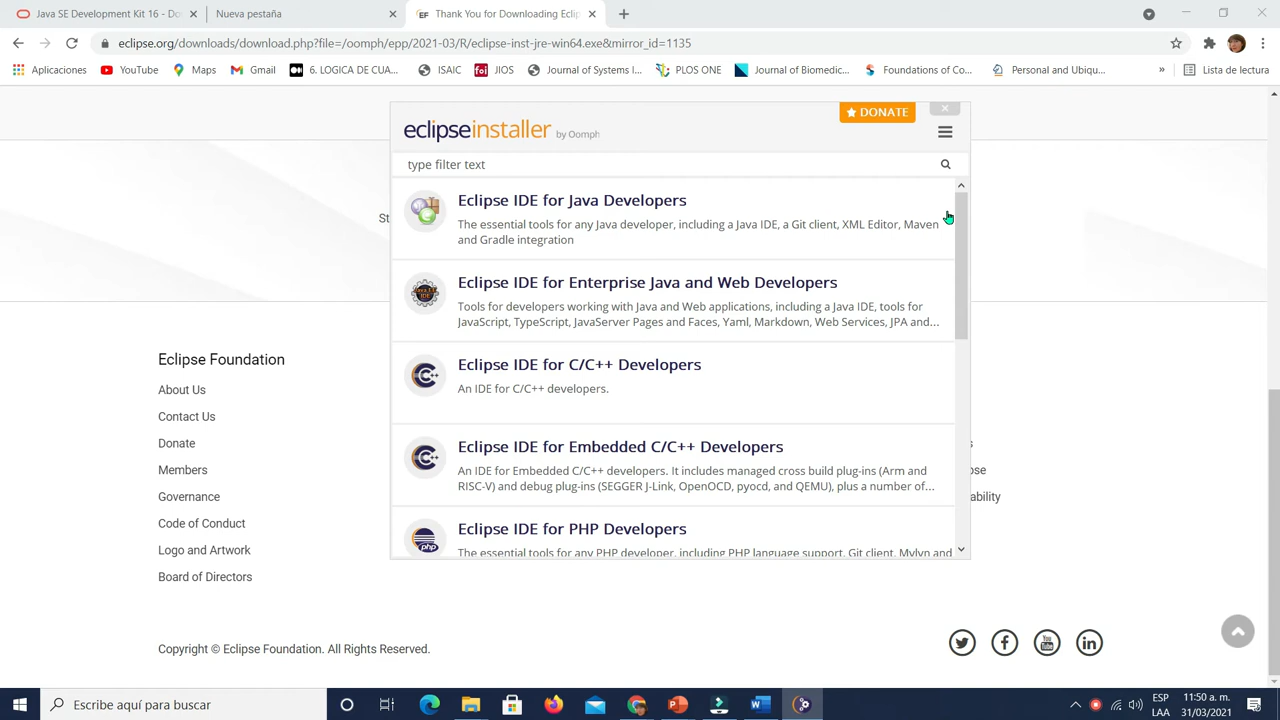 Java SE Development Kit 16 - Do
Nueva pestaña
Thank You for Downloading Eclip
eclipse.org/downloads/download.php?file=/oomph/epp/2021-03/R/eclipse-inst-jre-win64.exe&mirror_id=1135
Aplicaciones
YouTube
Maps
Gmail
6. LOGICA DE CUA...
ISAIC
foi JIOS
Journal of Systems I...
PLOS ONE
Journal of Biomedic...
Foundations of Co...
Personal and Ubiqu...
»
Lista de lectura
DONATE
eclipseinstaller by Oomph
type filter text
Eclipse IDE for Java Developers
The essential tools for any Java developer, including a Java IDE, a Git client, XML Editor, Maven
and Gradle integration
St
Eclipse IDE for Enterprise Java and Web Developers
Tools for developers working with Java and Web applications, including a Java IDE, tools for
JavaScript, TypeScript, JavaServer Pages and Faces, Yaml, Markdown, Web Services, JPA and...
Eclipse IDE for C/C++ Developers
An IDE for C/C++ developers.
Eclipse IDE for Embedded C/C++ Developers
An IDE for Embedded C/C++ developers. It includes managed cross build plug-ins (Arm and
RISC-V) and debug plug-ins (SEGGER J-Link, OpenOCD, pyocd, and QEMU), plus a number of...
Eclipse IDE for PHP Developers
The essential tools for any PHP developer, including PHP language support, Git client, Mylyn and
Eclipse Foundation
About Us
Contact Us
Donate
Members
Governance
Code of Conduct
Logo and Artwork
Board of Directors
s
ose
ability
Copyright © Eclipse Foundation. All Rights Reserved.
Escribe aquí para buscar
ESP
LAA
11:50 a. m.
31/03/2021